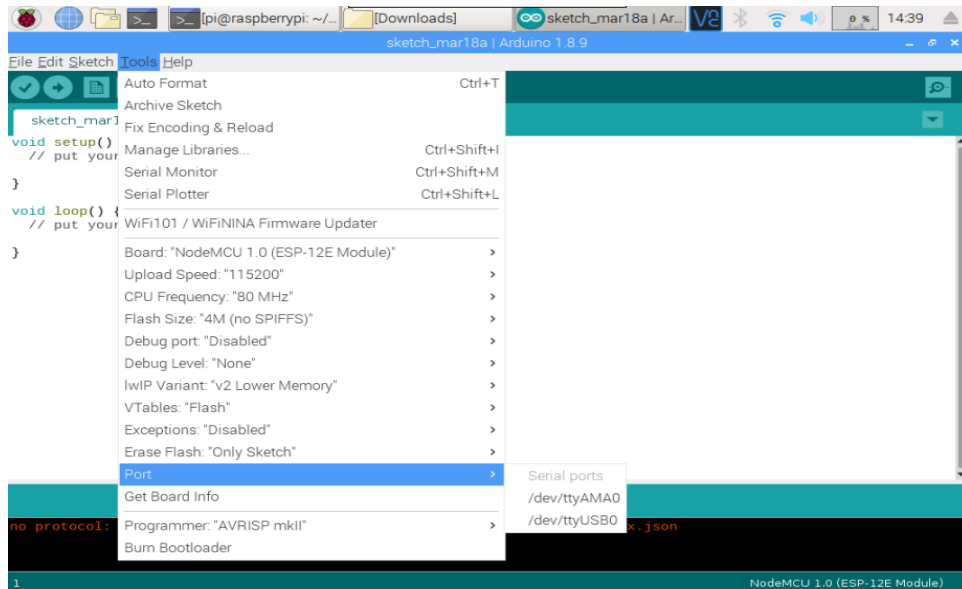 [pi@raspberrypi: ~/... [Downloads] sketch_mar18a | Ar... V2 0 % 14:39
sketch_mar18a | Arduino 1.8.9
File Edit Sketch Tools Help
Auto Format Ctrl+T
Archive Sketch
Fix Encoding & Reload
Manage Libraries... Ctrl+Shift+I
Serial Monitor Ctrl+Shift+M
Serial Plotter Ctrl+Shift+L
WiFi101 / WiFiNINA Firmware Updater
Board: "NodeMCU 1.0 (ESP-12E Module)"
Upload Speed: "115200"
CPU Frequency: "80 MHz"
Flash Size: "4M (no SPIFFS)"
Debug port: "Disabled"
Debug Level: "None"
lwIP Variant: "v2 Lower Memory"
VTables: "Flash"
Exceptions: "Disabled"
Erase Flash: "Only Sketch"
Port
Get Board Info
Programmer: "AVRISP mkII"
Burn Bootloader
Serial ports
/dev/ttyAMA0
/dev/ttyUSB0
sketch_mar1
void setup()
// put your
}
void loop() {
// put your
}
no protocol: x.json
1 NodeMCU 1.0 (ESP-12E Module)